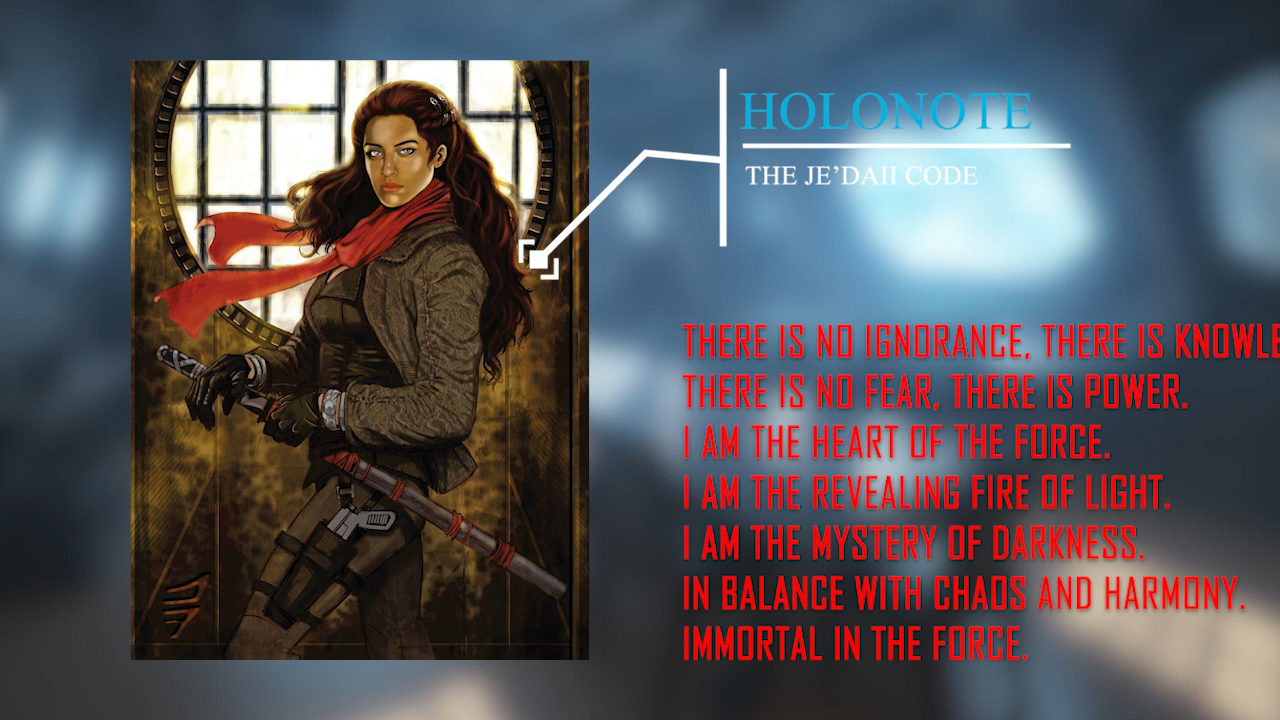 HOLONOTE
THE JE’DAII CODE
THERE IS NO IGNORANCE, THERE IS KNOWLE
THERE IS NO FEAR, THERE IS POWER.
I AM THE HEART OF THE FORCE.
I AM THE REVEALING FIRE OF LIGHT.
I AM THE MYSTERY OF DARKNESS.
IN BALANCE WITH CHAOS AND HARMONY.
IMMORTAL IN THE FORCE.